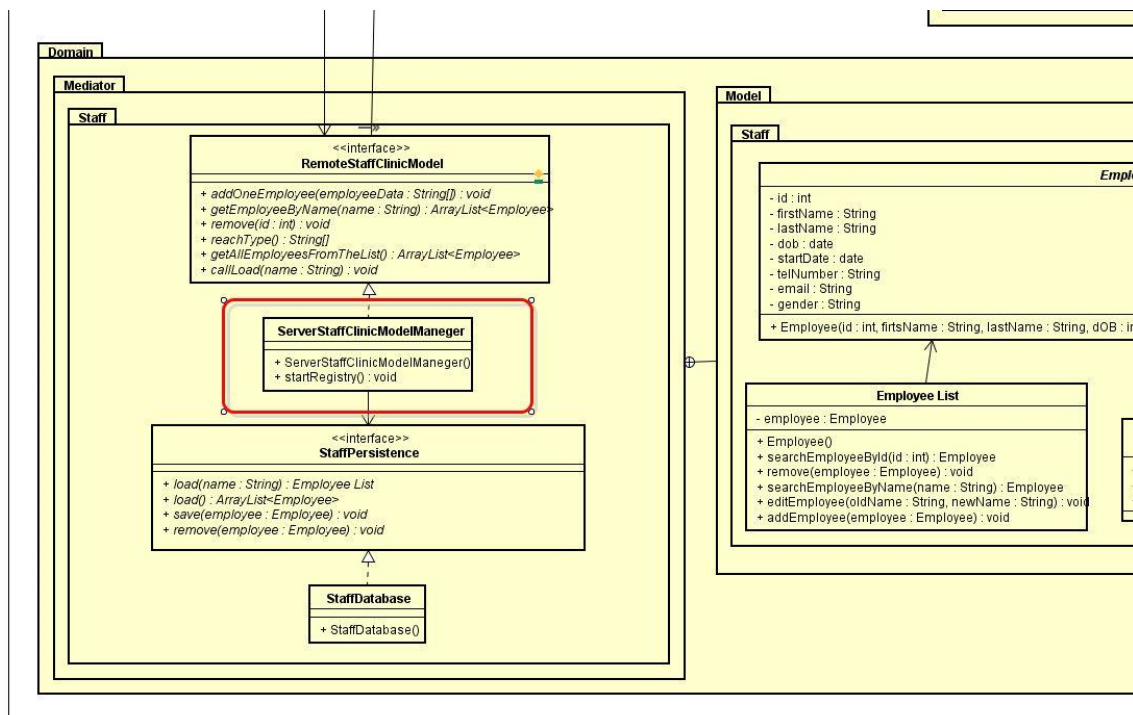 Domain
Mediator
Staff
<<interface>>
RemoteStaffClinicModel
+ addOneEmployee(employeeData : String[]) : void
+ getEmployeeByName(name : String) : ArrayList<Employee>
+ remove(id : int) : void
+ reachType() : String[]
+ getAllEmployeesFromTheList() : ArrayList<Employee>
+ callLoad(name : String) : void
ServerStaffClinicModelManeger
+ ServerStaffClinicModelManeger()
+ startRegistry() : void
<<interface>>
StaffPersistence
+ load(name : String) : Employee List
+ load() : ArrayList<Employee>
+ save(employee : Employee) : void
+ remove(employee : Employee) : void
StaffDatabase
+ StaffDatabase()
Model
Staff
Emplo
- id : int
- firstName : String
- lastName : String
- dob : date
- startDate : date
- telNumber : String
- email : String
- gender : String
+ Employee(id : int, firtsName : String, lastName : String, dOB : in
Employee List
- employee : Employee
+ Employee()
+ searchEmployeeById(id : int) : Employee
+ remove(employee : Employee) : void
+ searchEmployeeByName(name : String) : Employee
+ editEmployee(oldName : String, newName : String) : void
+ addEmployee(employee : Employee) : void